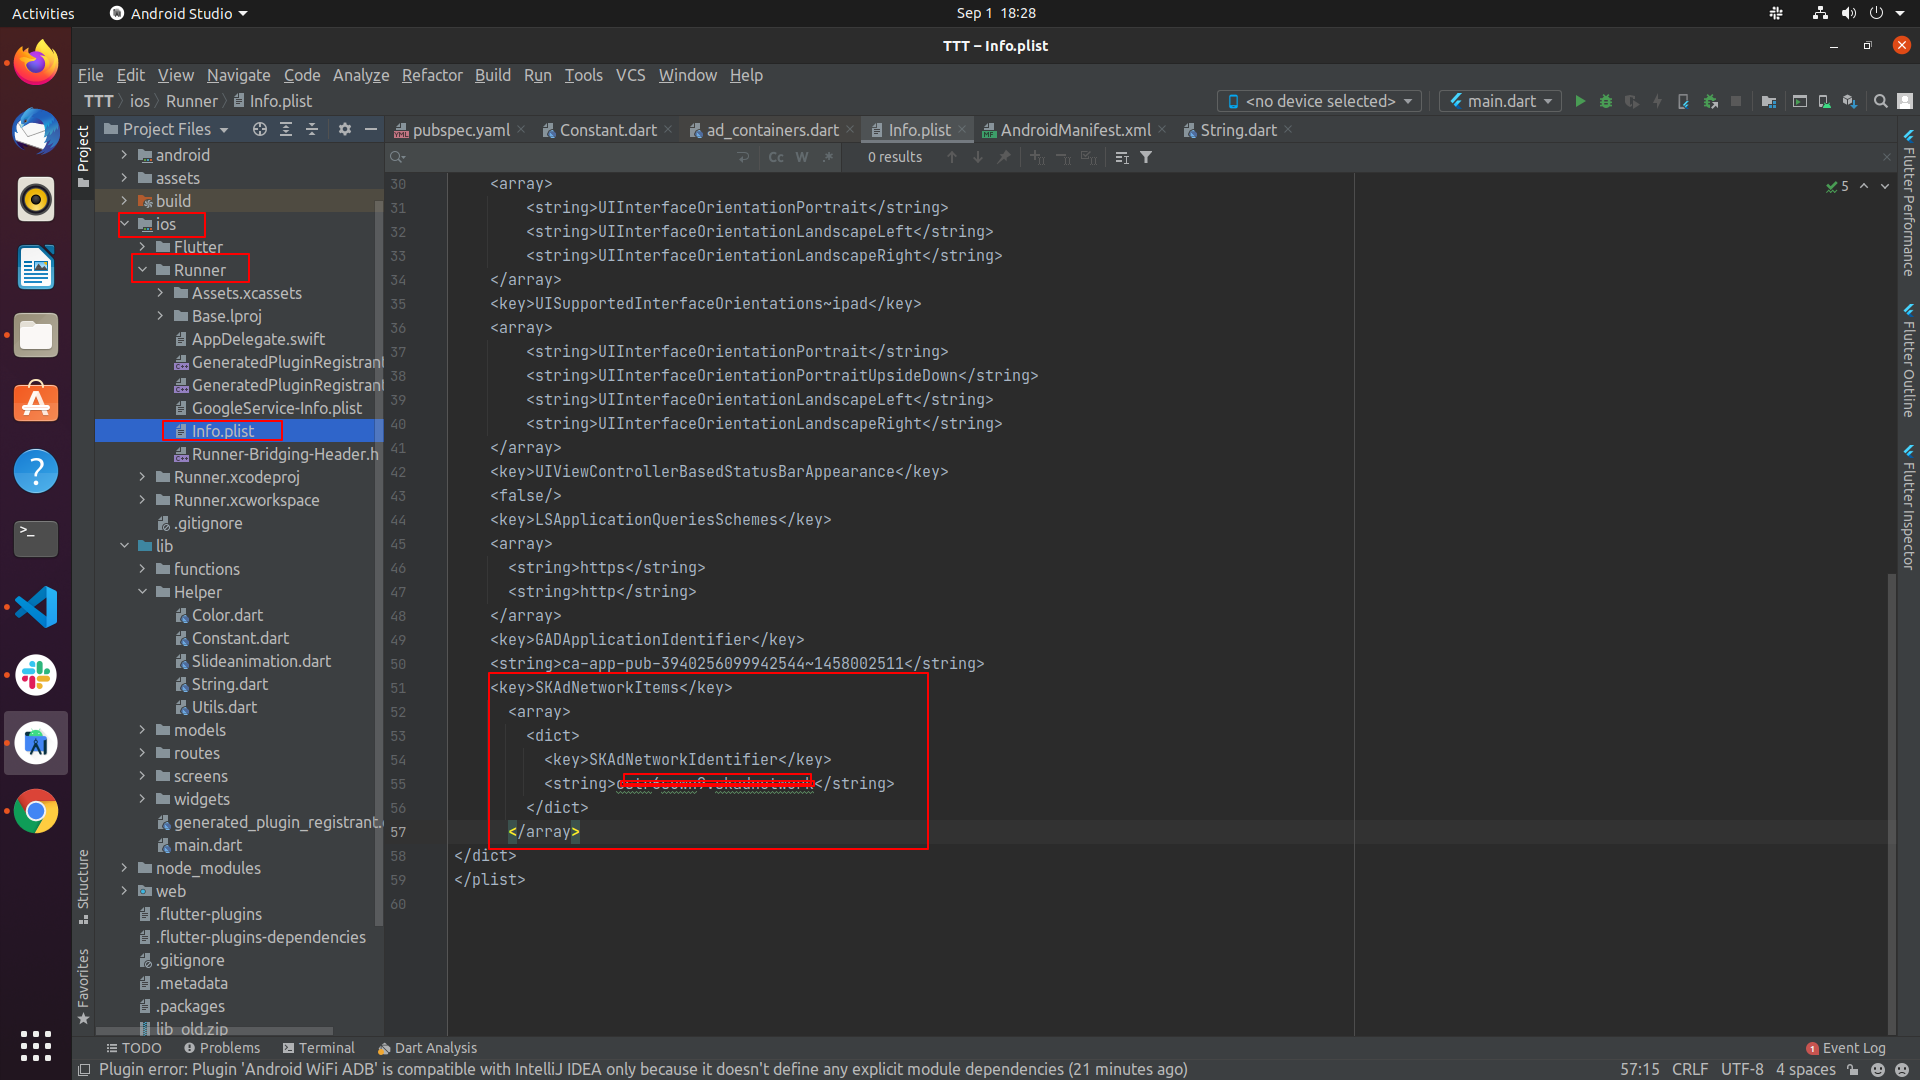 Activities
Android Studio
Sep 1 18:28
TTT – Info.plist
File Edit View Navigate Code Analyze Refactor Build Run Tools VCS Window Help
TTT ios Runner Info.plist
<no device selected>
main.dart
Project
Project Files
android
assets
build
ios
Flutter
Runner
Assets.xcassets
Base.lproj
AppDelegate.swift
GeneratedPluginRegistrant
GeneratedPluginRegistrant
GoogleService-Info.plist
Info.plist
Runner-Bridging-Header.h
Runner.xcodeproj
Runner.xcworkspace
.gitignore
lib
functions
Helper
Color.dart
Constant.dart
Slideanimation.dart
String.dart
Utils.dart
models
routes
screens
widgets
generated_plugin_registrant.
main.dart
node_modules
web
.flutter-plugins
.flutter-plugins-dependencies
.gitignore
.metadata
.packages
lib_old.zip
Structure
Favorites
pubspec.yaml Constant.dart ad_containers.dart Info.plist AndroidManifest.xml String.dart
Cc W .* 0 results
5
30 <array>
31 <string>UIInterfaceOrientationPortrait</string>
32 <string>UIInterfaceOrientationLandscapeLeft</string>
33 <string>UIInterfaceOrientationLandscapeRight</string>
34 </array>
35 <key>UISupportedInterfaceOrientations~ipad</key>
36 <array>
37 <string>UIInterfaceOrientationPortrait</string>
38 <string>UIInterfaceOrientationPortraitUpsideDown</string>
39 <string>UIInterfaceOrientationLandscapeLeft</string>
40 <string>UIInterfaceOrientationLandscapeRight</string>
41 </array>
42 <key>UIViewControllerBasedStatusBarAppearance</key>
43 <false/>
44 <key>LSApplicationQueriesSchemes</key>
45 <array>
46 <string>https</string>
47 <string>http</string>
48 </array>
49 <key>GADApplicationIdentifier</key>
50 <string>ca-app-pub-3940256099942544~1458002511</string>
51 <key>SKAdNetworkItems</key>
52 <array>
53 <dict>
54 <key>SKAdNetworkIdentifier</key>
55 <string></string>
56 </dict>
57 </array>
58 </dict>
59 </plist>
60
Flutter Performance
Flutter Outline
Flutter Inspector
TODO Problems Terminal Dart Analysis
1 Event Log
Plugin error: Plugin 'Android WiFi ADB' is compatible with IntelliJ IDEA only because it doesn't define any explicit module dependencies (21 minutes ago)
57:15 CRLF UTF-8 4 spaces